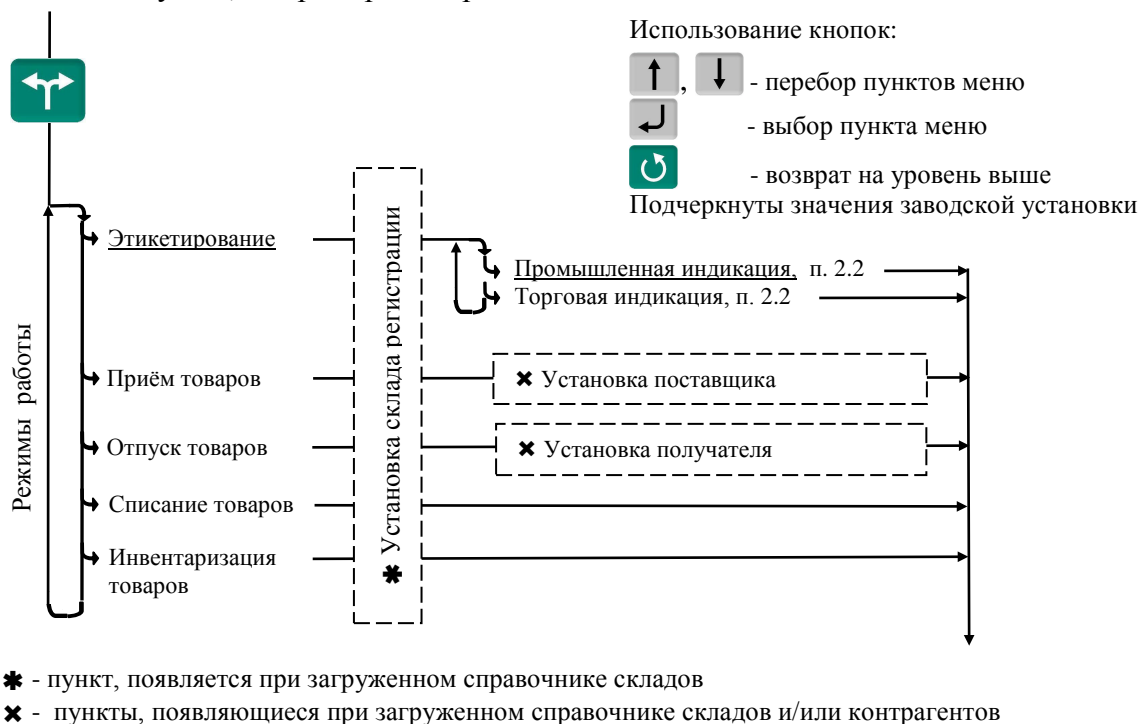 Использование кнопок:
, - перебор пунктов меню
- выбор пункта меню
- возврат на уровень выше
Подчеркнуты значения заводской установки
Режимы работы
Этикетирование
Приём товаров
Отпуск товаров
Списание товаров
Инвентаризация
товаров
✱ Установка склада регистрации
Промышленная индикация, п. 2.2
Торговая индикация, п. 2.2
✖ Установка поставщика
✖ Установка получателя
✱ - пункт, появляется при загруженном справочнике складов
✖ - пункты, появляющиеся при загруженном справочнике складов и/или контрагентов